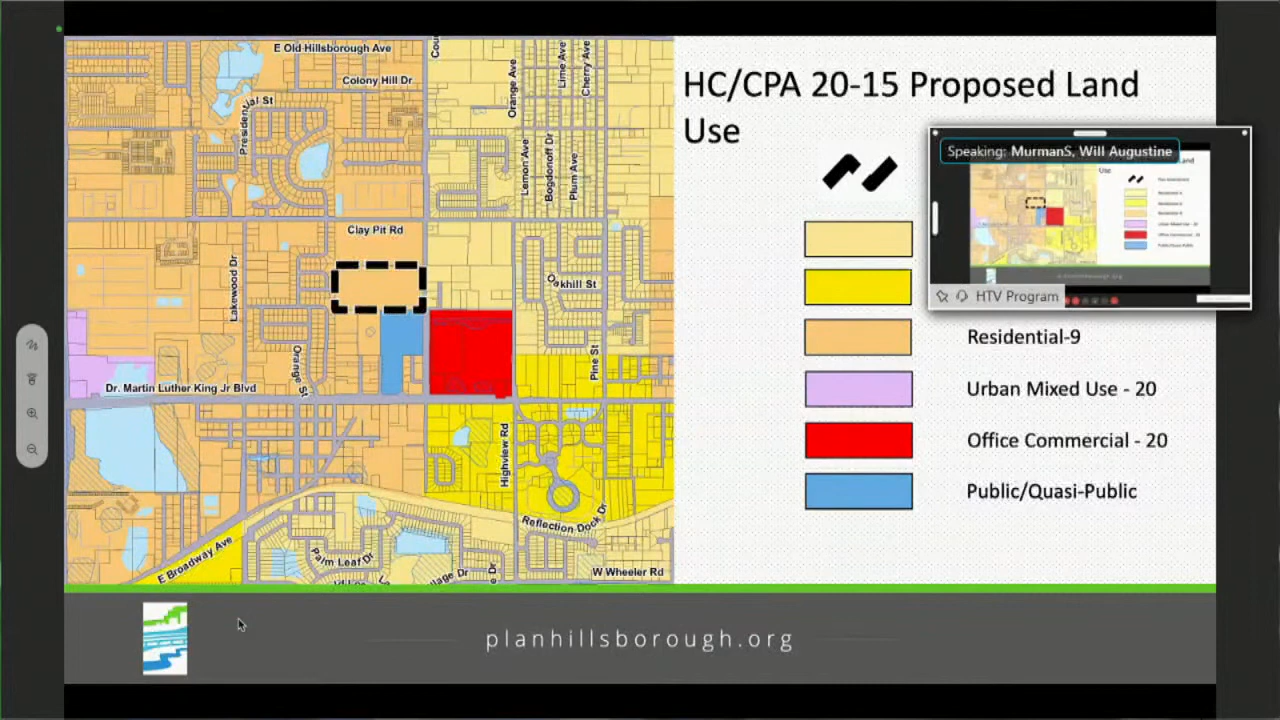 E Old Hillsborough Ave
Colony Hill Dr
Presidential St
Orange Ave
Lime Ave
Cherry Ave
Lemon Ave
Bogdonoff Dr
Plum Ave
Clay Pit Rd
Lakewood Dr
Oakhill St
Orange St
Pine St
Dr. Martin Luther King Jr Blvd
Highview Rd
Reflection Dock Dr
E Broadway Ave
Palm Leaf Dr
W Wheeler Rd
HC/CPA 20-15 Proposed Land
Use
Speaking: MurmanS, Will Augustine
HTV Program
Residential-9
Urban Mixed Use - 20
Office Commercial - 20
Public/Quasi-Public
planhillsborough.org